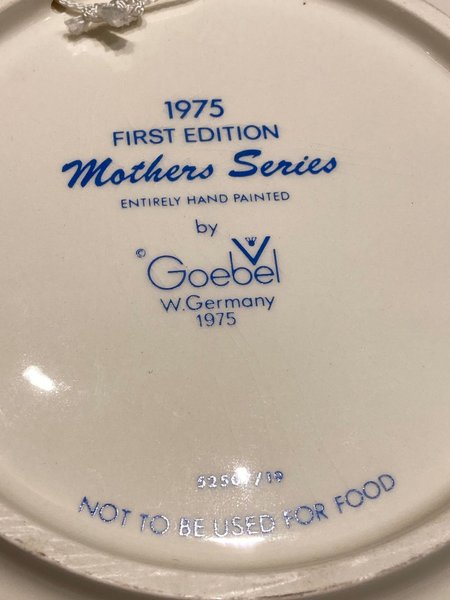 1975
FIRST EDITION
Mothers Series
ENTIRELY HAND PAINTED
by
© Goebel
W. Germany
1975
NOT TO BE USED FOR FOOD